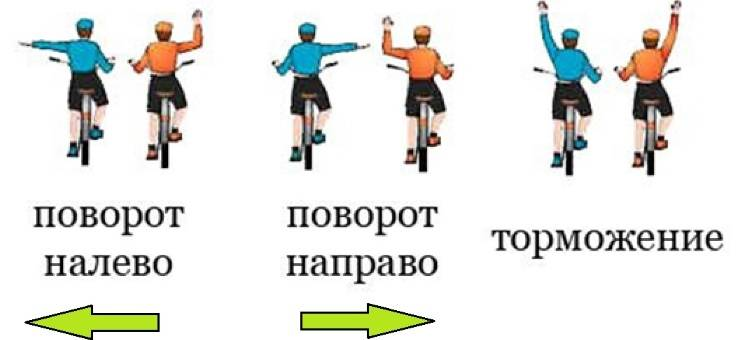 поворот
налево
поворот
направо
торможение